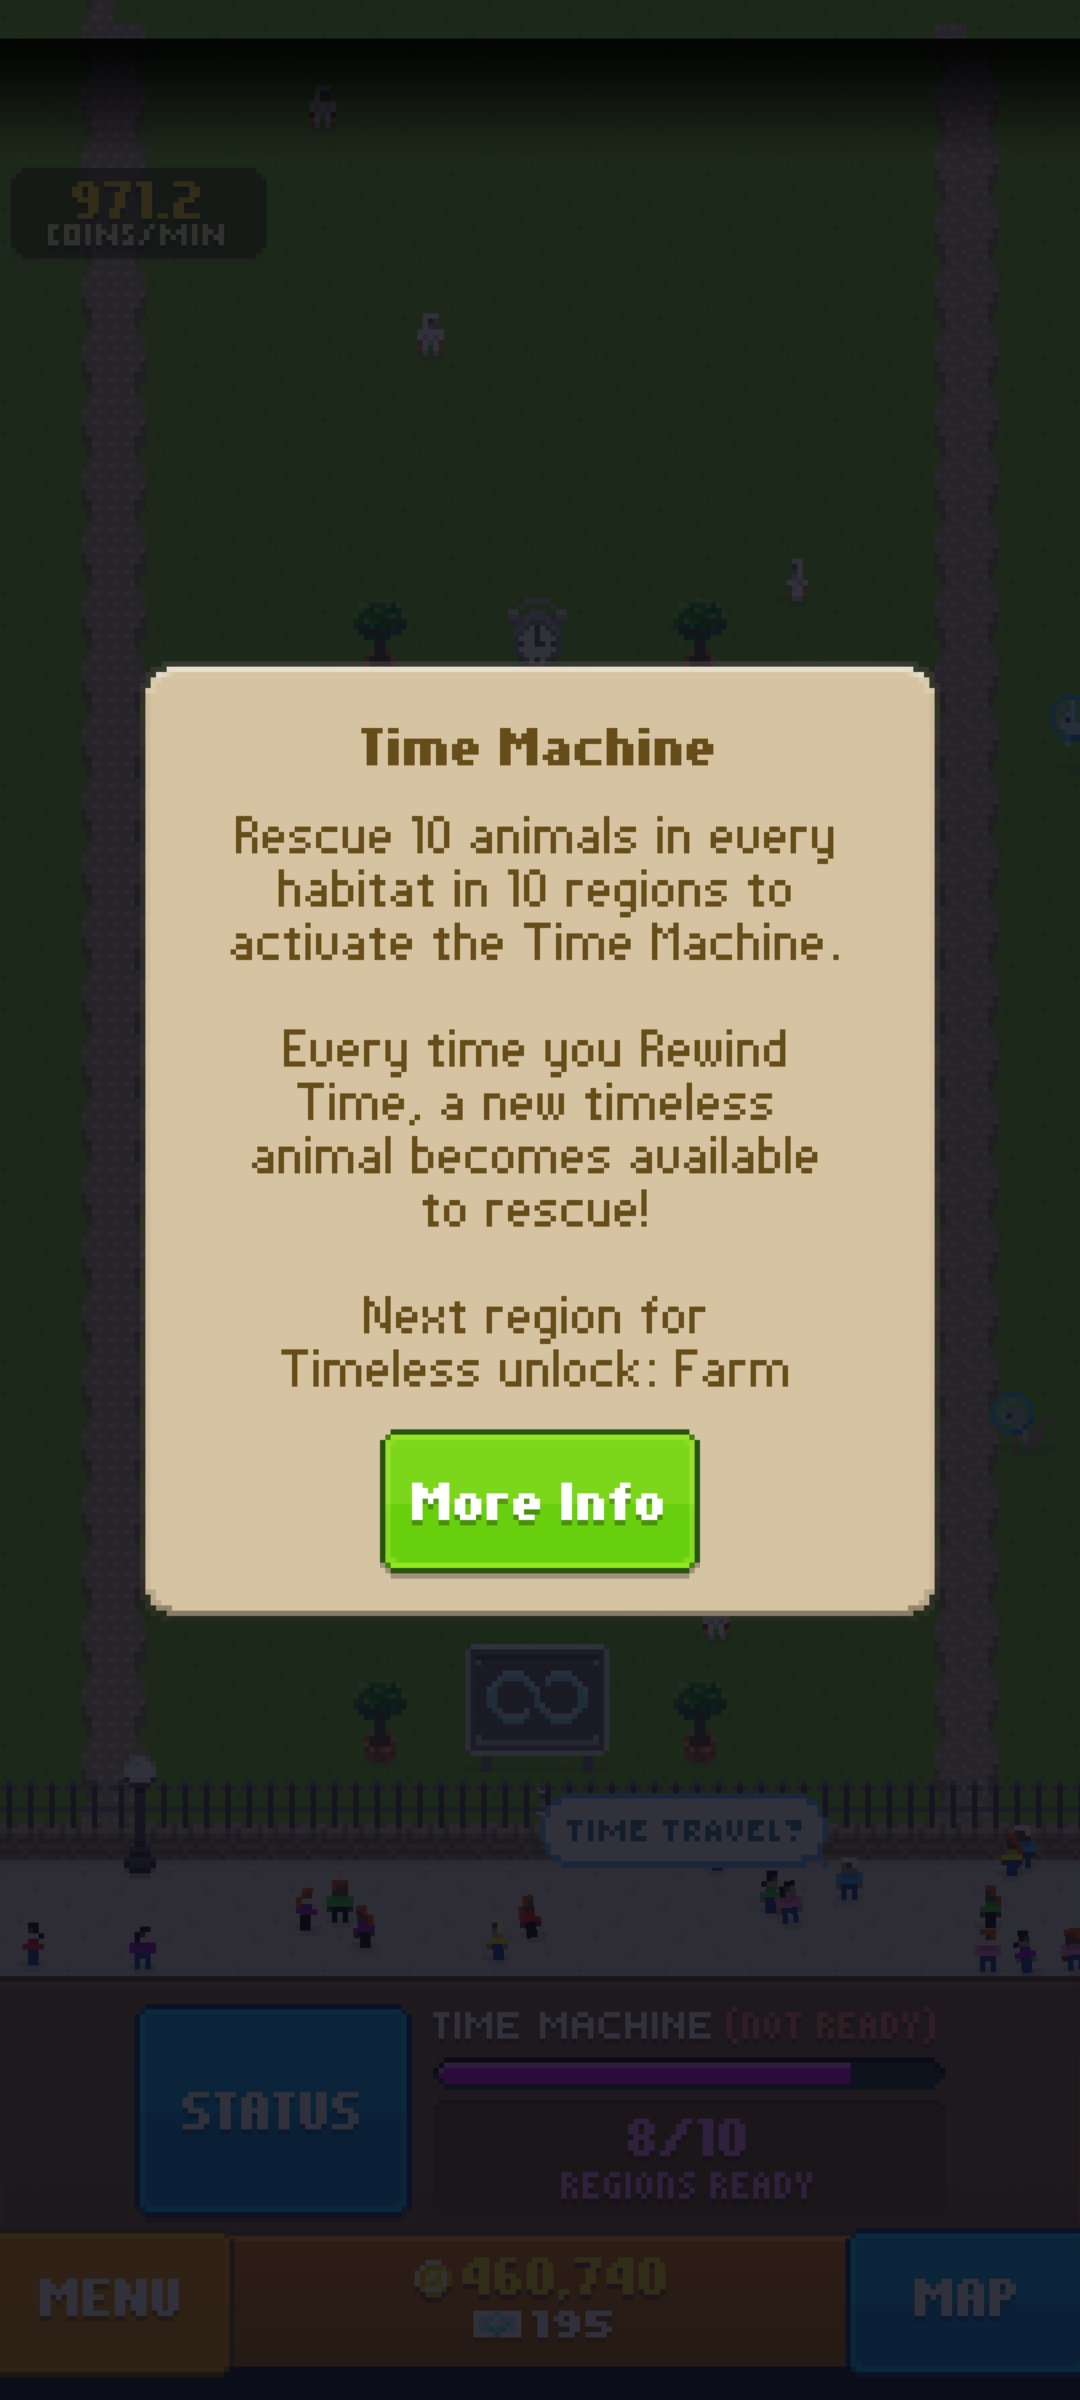 971.2
COINS/MIN
Time Machine
Rescue 10 animals in every
habitat in 10 regions to
activate the Time Machine.
Every time you Rewind
Time, a new timeless
animal becomes available
to rescue!
Next region for
Timeless unlock: Farm
More Info
TIME TRAVEL?
TIME MACHINE (NOT READY)
STATUS
8/10
REGIONS READY
MENU
460,740
195
MAP